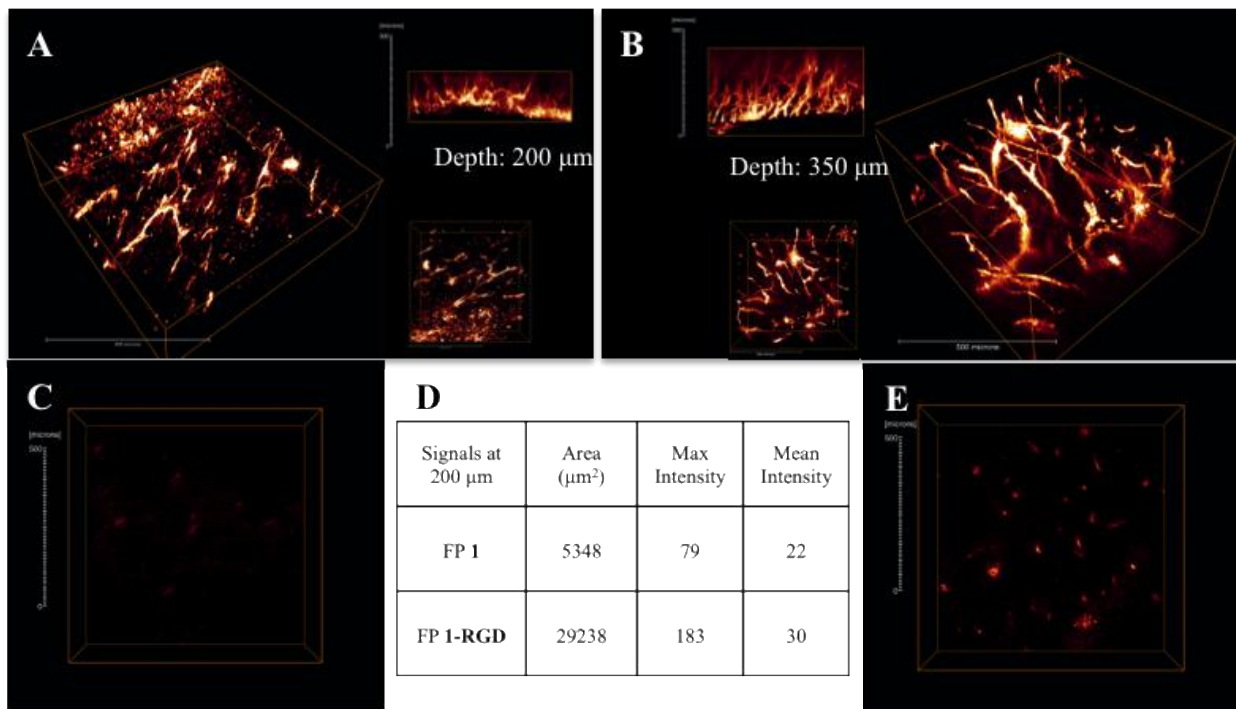 A
Depth: 200 μm
B
Depth: 350 μm
500 microns
C
[microns]
500
0
D
Signals at 200 μm
Area (μm²)
Max Intensity
Mean Intensity
FP 1
5348
79
22
FP 1-RGD
29238
183
30
E
[microns]
0